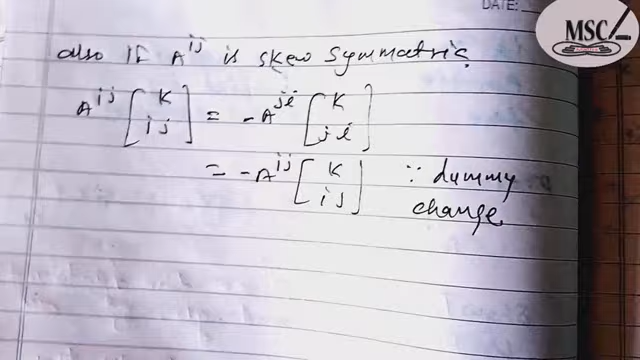 DATE:
MSC
also if A^ij is skew symmetric
A^ij [k ij] = -A^ji [k ji]
= -A^ij [k ij] ∵ dummy
change